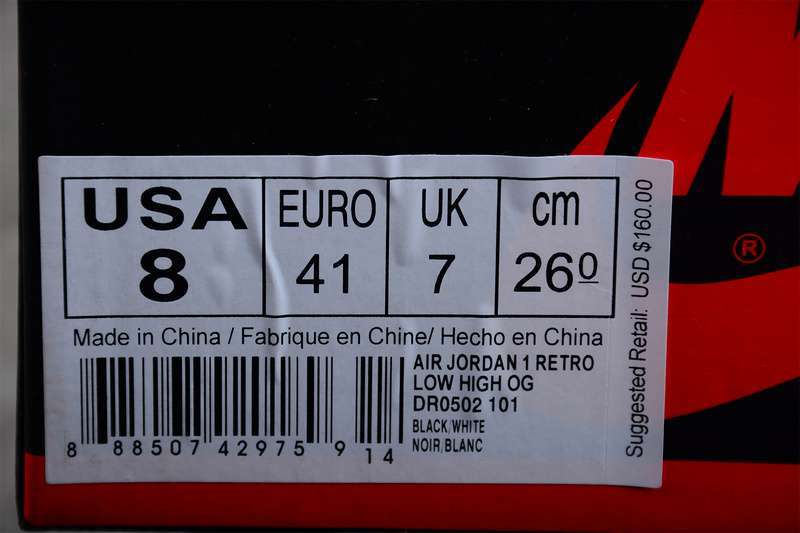 USA EURO UK cm
8 41 7 26⁰
Made in China / Fabrique en Chine/ Hecho en China
AIR JORDAN 1 RETRO
LOW HIGH OG
DR0502 101
BLACK/WHITE
NOIR/BLANC
8 88507 42975 9 14
Suggested Retail: USD $160.00
®